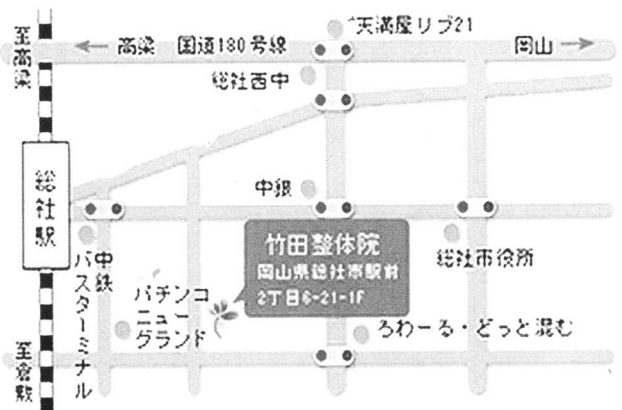 天満屋リブ21
至高梁
← 高梁 国道180号線
岡山 →
総社西中
総社駅
中銀
竹田整体院
岡山県総社市駅前
2丁目6-21-1F
総社市役所
中鉄
バスターミナル
パチンコ
ニュー
グランド
ろわーる・どっと混む
至倉敷